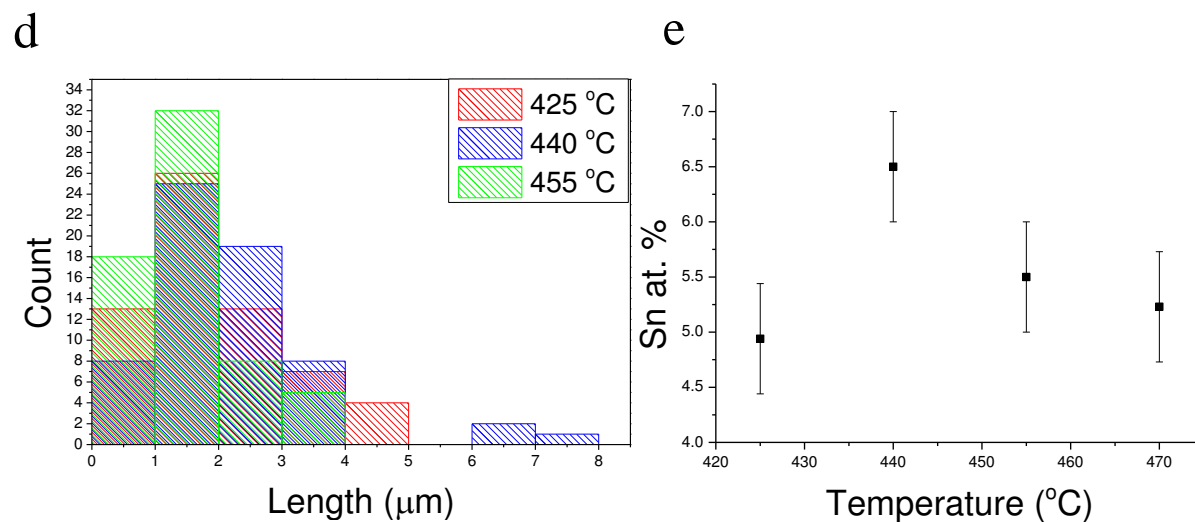 d
34
32
30
28
26
24
22
20
18
16
14
12
10
8
6
4
2
0
Count
425 °C
440 °C
455 °C
0 1 2 3 4 5 6 7 8
Length (μm)
e
7.0
6.5
6.0
5.5
5.0
4.5
4.0
Sn at. %
420 430 440 450 460 470
Temperature (°C)